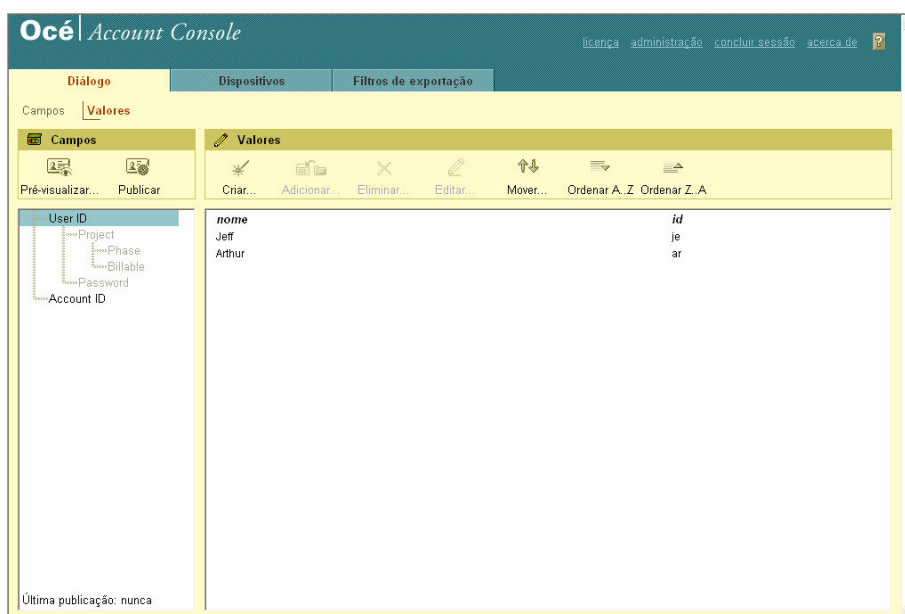 Océ Account Console
licença administração concluir sessão acerca de ?
Diálogo Dispositivos Filtros de exportação
Campos Valores
Campos Valores
Pré-visualizar... Publicar Criar... Adicionar... Eliminar... Editar... Mover... Ordenar A..Z Ordenar Z..A
User ID nome id
Project Jeff je
Phase Arthur ar
Billable
Password
Account ID
Última publicação: nunca